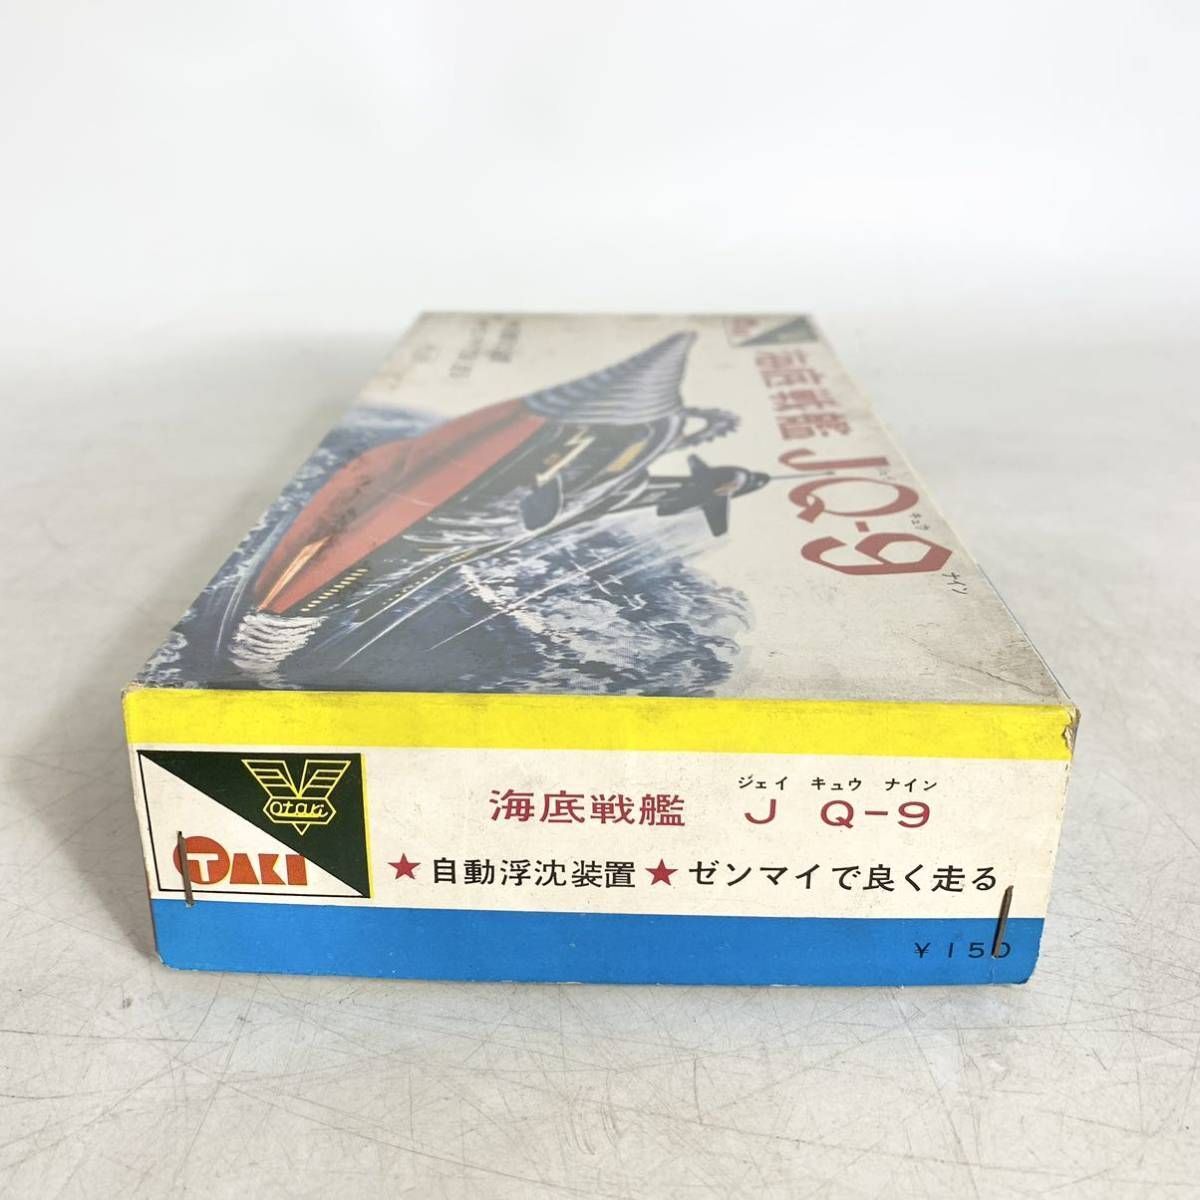 海底戦艦 JQ-9
キュウ
ナイン
otaki
OTAKI
ジェイ キュウ ナイン
海底戦艦 J Q-9
★自動浮沈装置★ゼンマイで良く走る
¥150